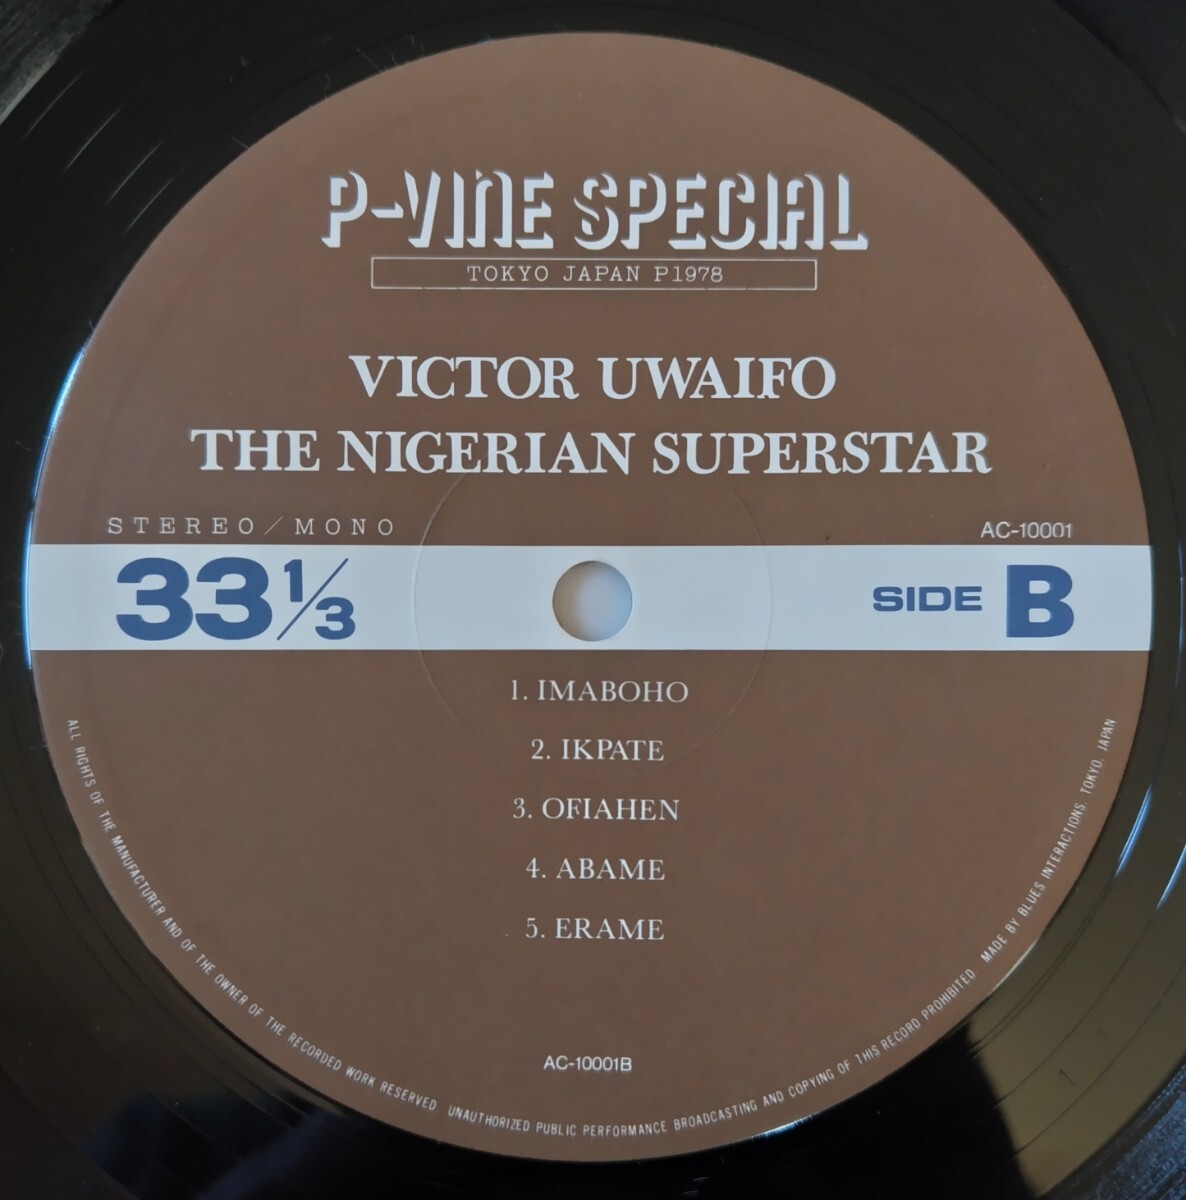 P-VINE SPECIAL
TOKYO JAPAN P1978
VICTOR UWAIFO
THE NIGERIAN SUPERSTAR
STEREO/MONO
AC-10001
33 1/3
SIDE B
1. IMABOHO
2. IKPATE
3. OFIAHEN
4. ABAME
5. ERAME
AC-10001B
ALL RIGHTS OF THE MANUFACTURER AND OF THE OWNER OF THE RECORDED WORK RESERVED. UNAUTHORIZED PUBLIC PERFORMANCE BROADCASTING AND COPYING OF THIS RECORD PROHIBITED. MADE BY BLUES INTERACTIONS. TOKYO, JAPAN